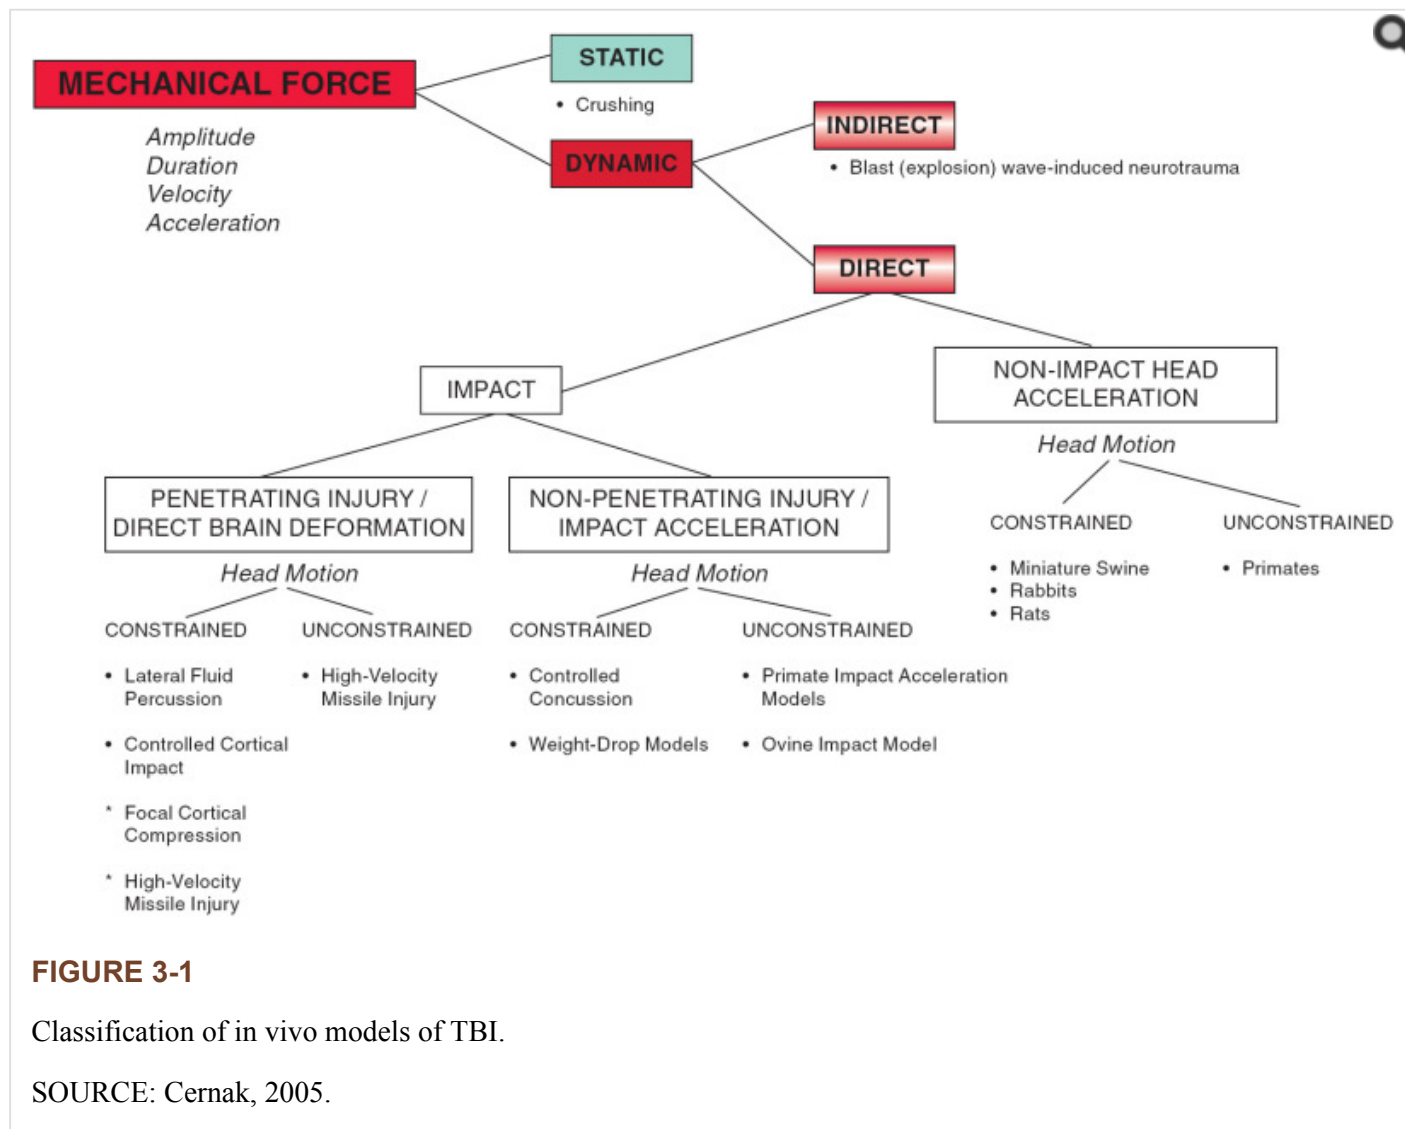 MECHANICAL FORCE
Amplitude
Duration
Velocity
Acceleration
STATIC
• Crushing
DYNAMIC
INDIRECT
• Blast (explosion) wave-induced neurotrauma
DIRECT
IMPACT
NON-IMPACT HEAD
ACCELERATION
Head Motion
CONSTRAINED
• Miniature Swine
• Rabbits
• Rats
UNCONSTRAINED
• Primates
PENETRATING INJURY /
DIRECT BRAIN DEFORMATION
Head Motion
CONSTRAINED
• Lateral Fluid
Percussion
• Controlled Cortical
Impact
* Focal Cortical
Compression
* High-Velocity
Missile Injury
UNCONSTRAINED
• High-Velocity
Missile Injury
NON-PENETRATING INJURY /
IMPACT ACCELERATION
Head Motion
CONSTRAINED
• Controlled
Concussion
• Weight-Drop Models
UNCONSTRAINED
• Primate Impact Acceleration
Models
• Ovine Impact Model
FIGURE 3-1
Classification of in vivo models of TBI.
SOURCE: Cernak, 2005.